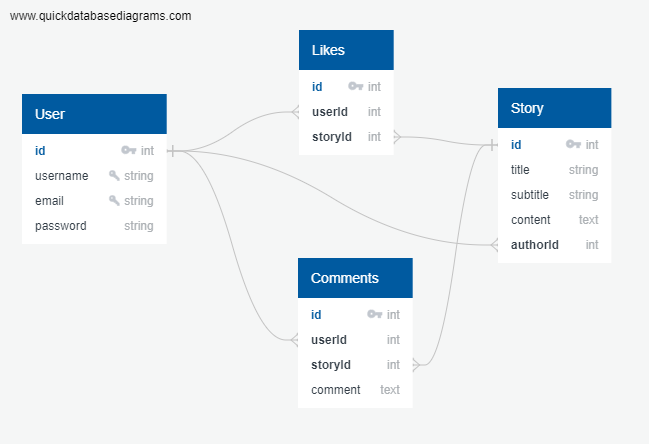 www.quickdatabasediagrams.com
User
id int
username string
email string
password string
Likes
id int
userId int
storyId int
Story
id int
title string
subtitle string
content text
authorId int
Comments
id int
userId int
storyId int
comment text